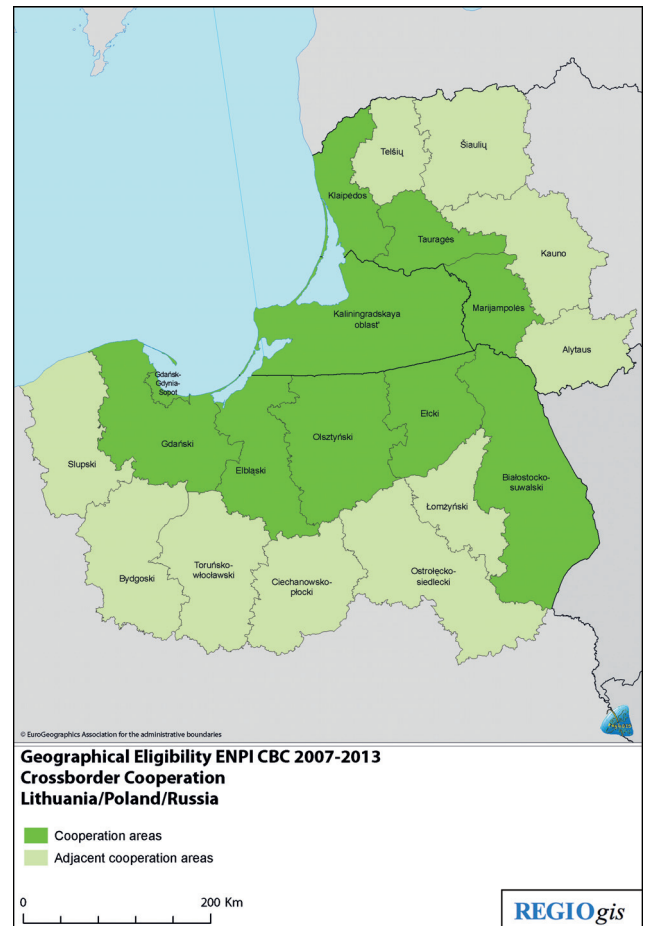 Telšių
Šiaulių
Klaipėdos
Tauragės
Kauno
Kaliningradskaya
oblast'
Marijampolės
Alytaus
Gdańsk-
Gdynia-
Sopot
Slupski
Gdański
Elbląski
Olsztyński
Ełcki
Białostocko-
suwalski
Łomżyński
Bydgoski
Toruńsko-
włocławski
Ciechanowsko-
płocki
Ostrołęcko-
siedlecki
© EuroGeographics Association for the administrative boundaries
Geographical Eligibility ENPI CBC 2007-2013
Crossborder Cooperation
Lithuania/Poland/Russia
Cooperation areas
Adjacent cooperation areas
0 200 Km
REGIOgis